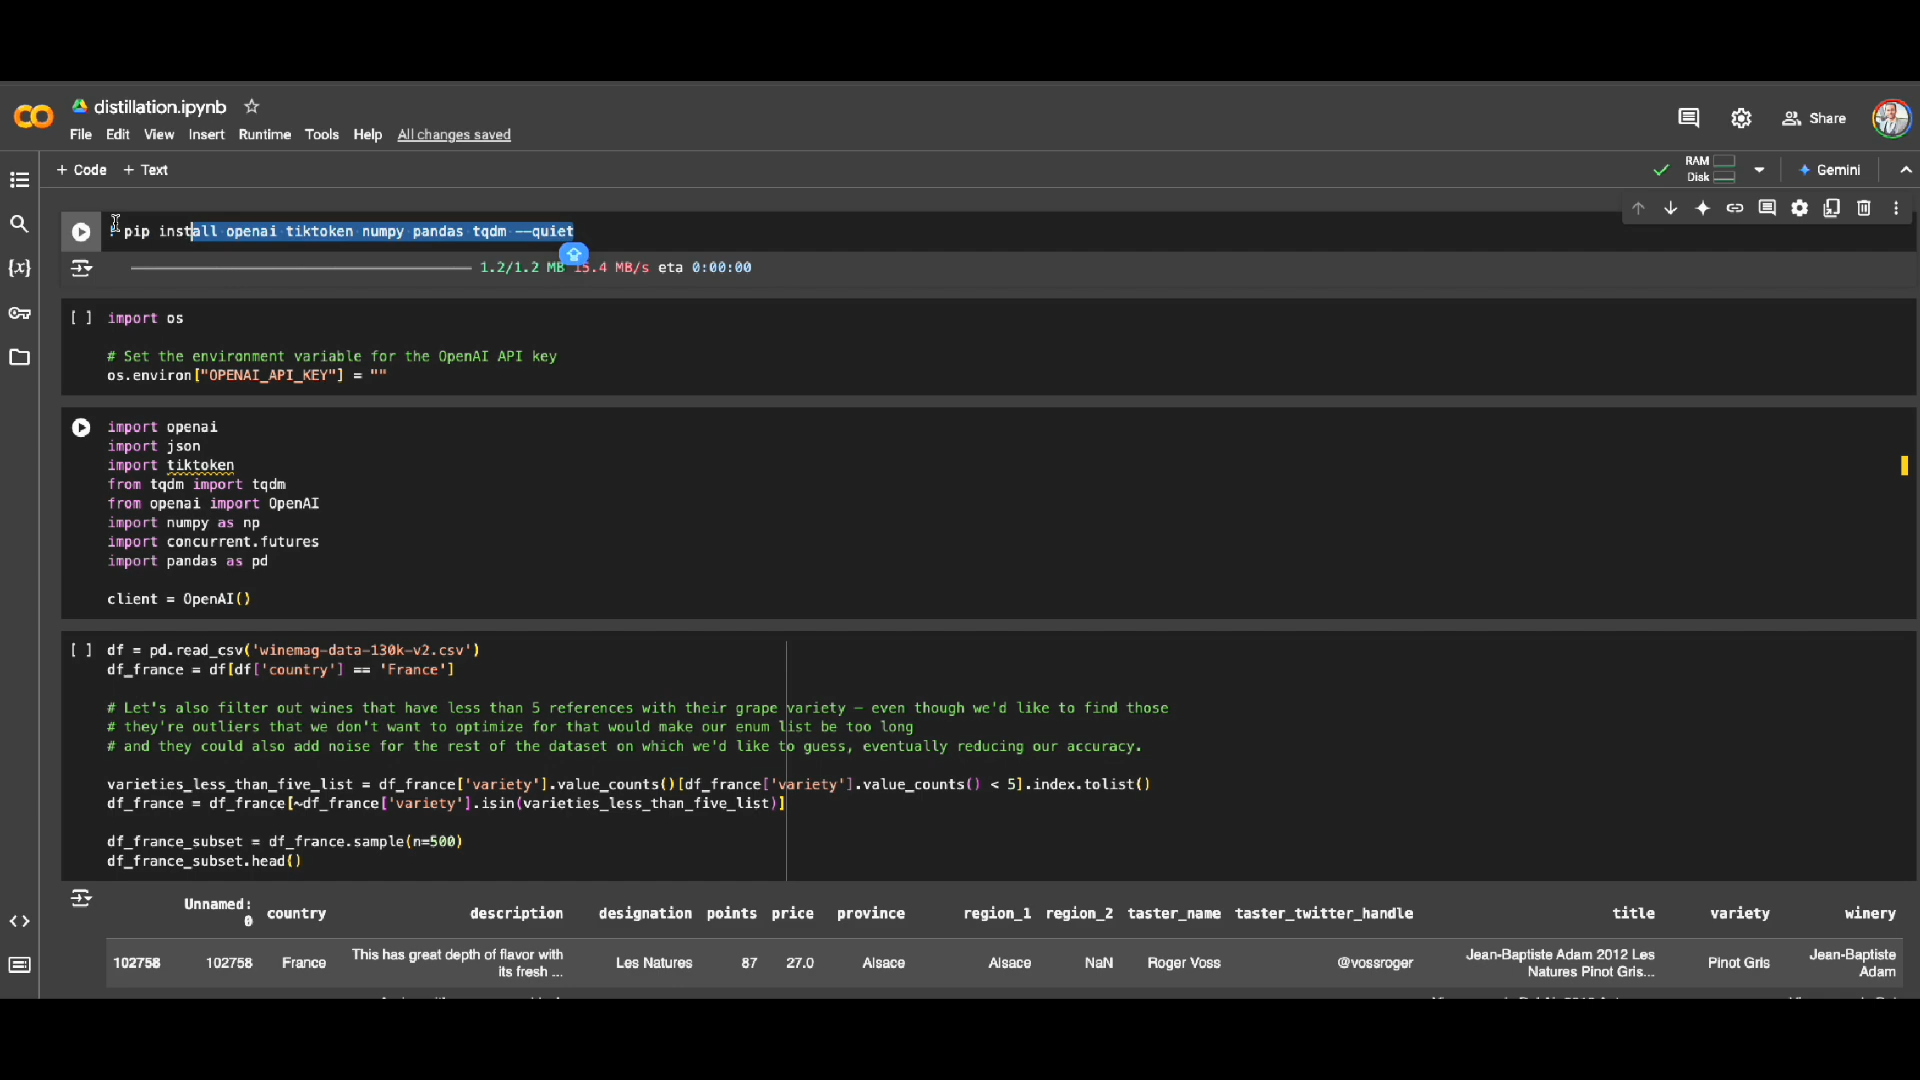 distillation.ipynb
File Edit View Insert Runtime Tools Help All changes saved
Share
+ Code + Text
RAM
Disk
Gemini
! pip install openai tiktoken numpy pandas tqdm --quiet
1.2/1.2 MB 15.4 MB/s eta 0:00:00
[ ] import os
# Set the environment variable for the OpenAI API key
os.environ["OPENAI_API_KEY"] = ""
import openai
import json
import tiktoken
from tqdm import tqdm
from openai import OpenAI
import numpy as np
import concurrent.futures
import pandas as pd
client = OpenAI()
[ ] df = pd.read_csv('winemag-data-130k-v2.csv')
df_france = df[df['country'] == 'France']
# Let's also filter out wines that have less than 5 references with their grape variety – even though we'd like to find those
# they're outliers that we don't want to optimize for that would make our enum list be too long
# and they could also add noise for the rest of the dataset on which we'd like to guess, eventually reducing our accuracy.
varieties_less_than_five_list = df_france['variety'].value_counts()[df_france['variety'].value_counts() < 5].index.tolist()
df_france = df_france[~df_france['variety'].isin(varieties_less_than_five_list)]
df_france_subset = df_france.sample(n=500)
df_france_subset.head()
Unnamed: 0 country description designation points price province region_1 region_2 taster_name taster_twitter_handle title variety winery
102758 102758 France This has great depth of flavor with its fresh ... Les Natures 87 27.0 Alsace Alsace NaN Roger Voss @vossroger Jean-Baptiste Adam 2012 Les Natures Pinot Gris... Pinot Gris Jean-Baptiste Adam